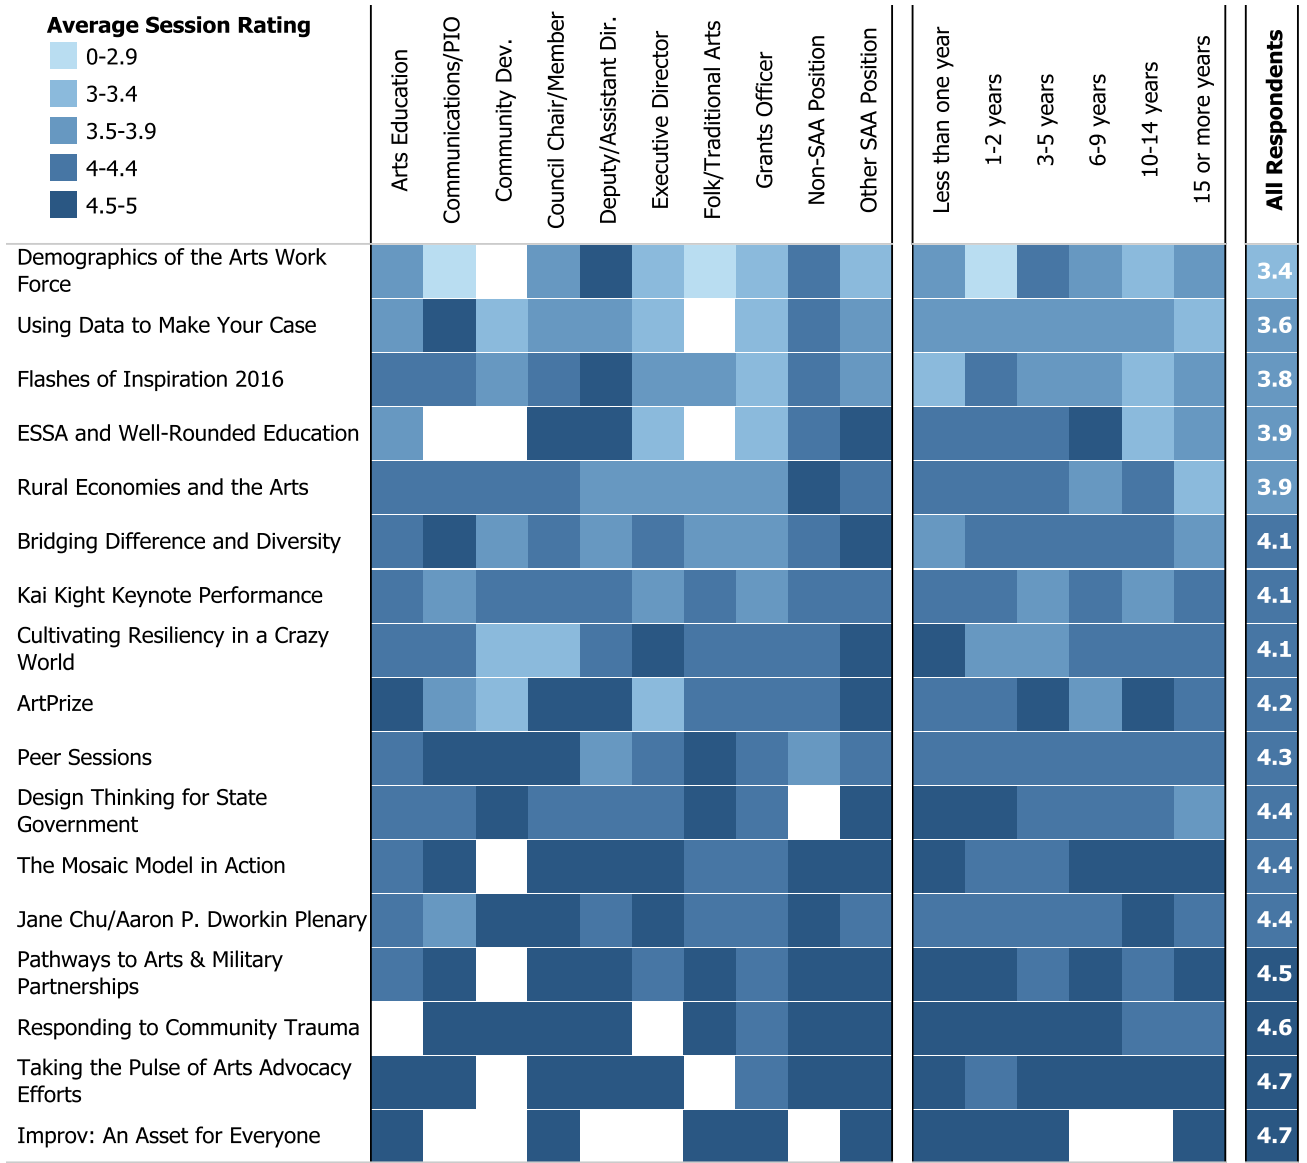 Average Session Rating
0-2.9
3-3.4
3.5-3.9
4-4.4
4.5-5
Arts Education
Communications/PIO
Community Dev.
Council Chair/Member
Deputy/Assistant Dir.
Executive Director
Folk/Traditional Arts
Grants Officer
Non-SAA Position
Other SAA Position
Less than one year
1-2 years
3-5 years
6-9 years
10-14 years
15 or more years
All Respondents
Demographics of the Arts Work
Force
3.4
Using Data to Make Your Case
3.6
Flashes of Inspiration 2016
3.8
ESSA and Well-Rounded Education
3.9
Rural Economies and the Arts
3.9
Bridging Difference and Diversity
4.1
Kai Kight Keynote Performance
4.1
Cultivating Resiliency in a Crazy
World
4.1
ArtPrize
4.2
Peer Sessions
4.3
Design Thinking for State
Government
4.4
The Mosaic Model in Action
4.4
Jane Chu/Aaron P. Dworkin Plenary
4.4
Pathways to Arts & Military
Partnerships
4.5
Responding to Community Trauma
4.6
Taking the Pulse of Arts Advocacy
Efforts
4.7
Improv: An Asset for Everyone
4.7